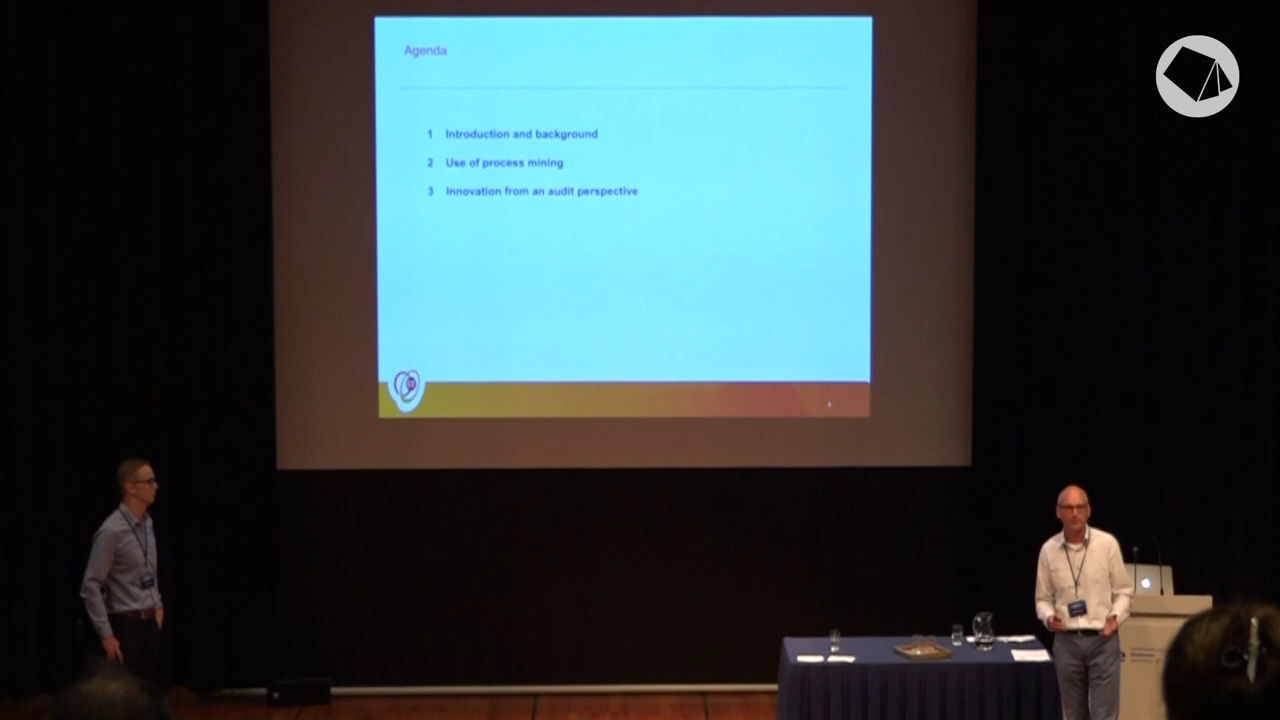 Agenda
1 Introduction and background
2 Use of process mining
3 Innovation from an audit perspective